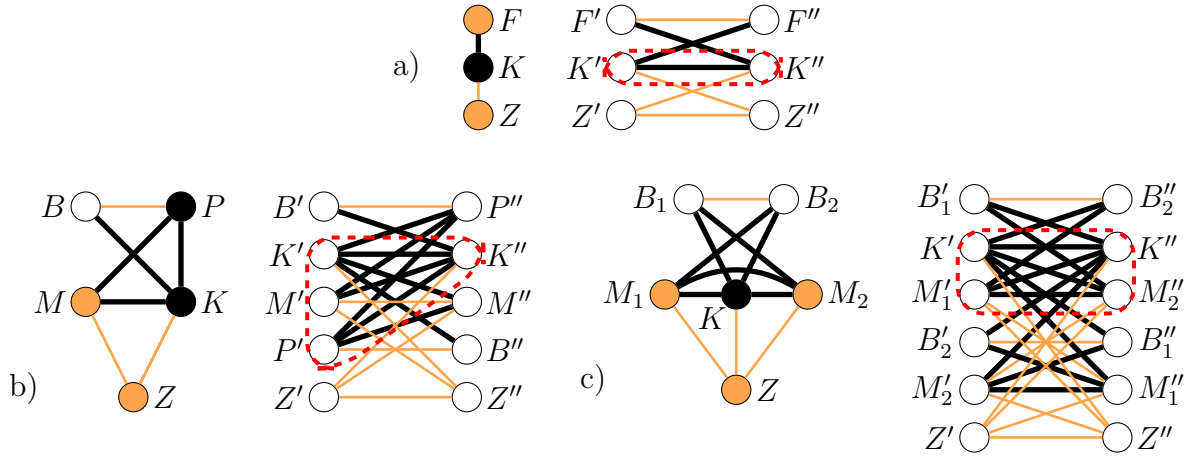 F F′ F″
a) K K′ K″
Z Z′ Z″
B P B′ P″ B₁ B₂ B′₁ B″₂
K′ K″ K′ K″
M K M′ M″ M₁ K M₂ M′₁ M″₂
P′ B″ B′₂ B″₁
b) Z Z′ Z″ c) Z M′₂ M″₁
Z′ Z″